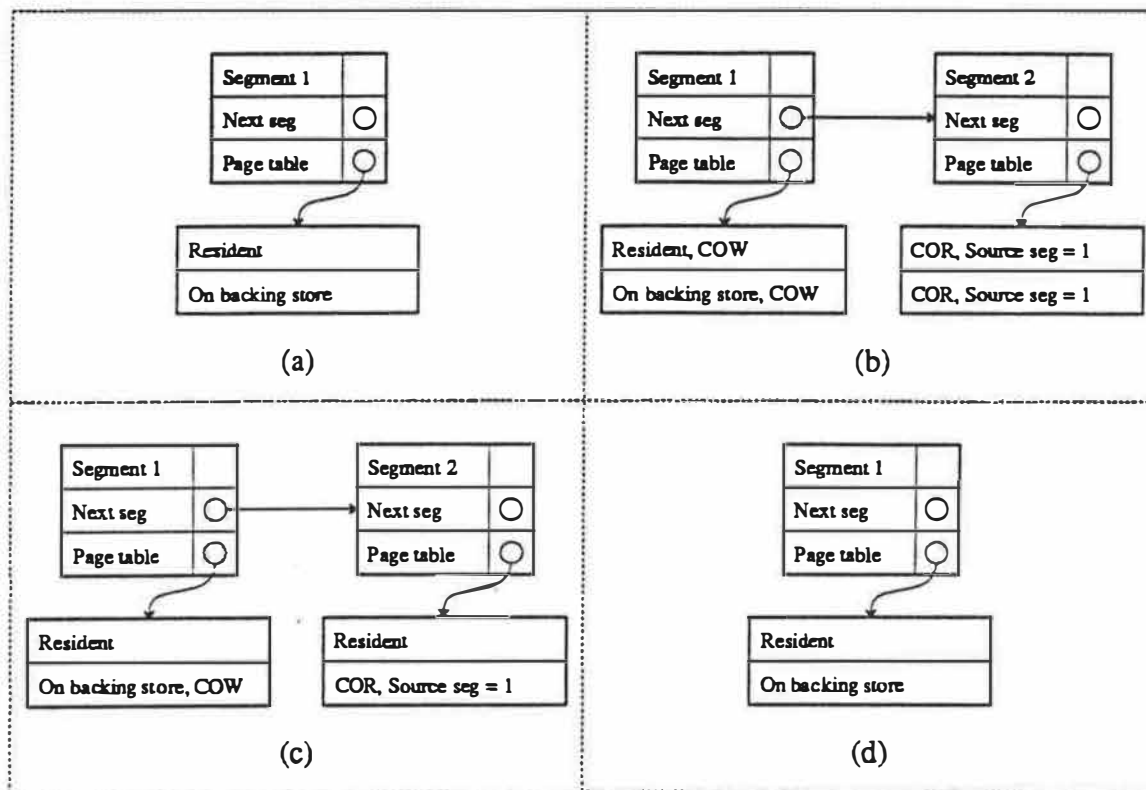 Segment 1
Next seg
Page table
Resident
On backing store
(a)
Segment 1
Next seg
Page table
Resident, COW
On backing store, COW
Segment 2
Next seg
Page table
COR, Source seg = 1
COR, Source seg = 1
(b)
Segment 1
Next seg
Page table
Resident
On backing store, COW
Segment 2
Next seg
Page table
Resident
COR, Source seg = 1
(c)
Segment 1
Next seg
Page table
Resident
On backing store
(d)